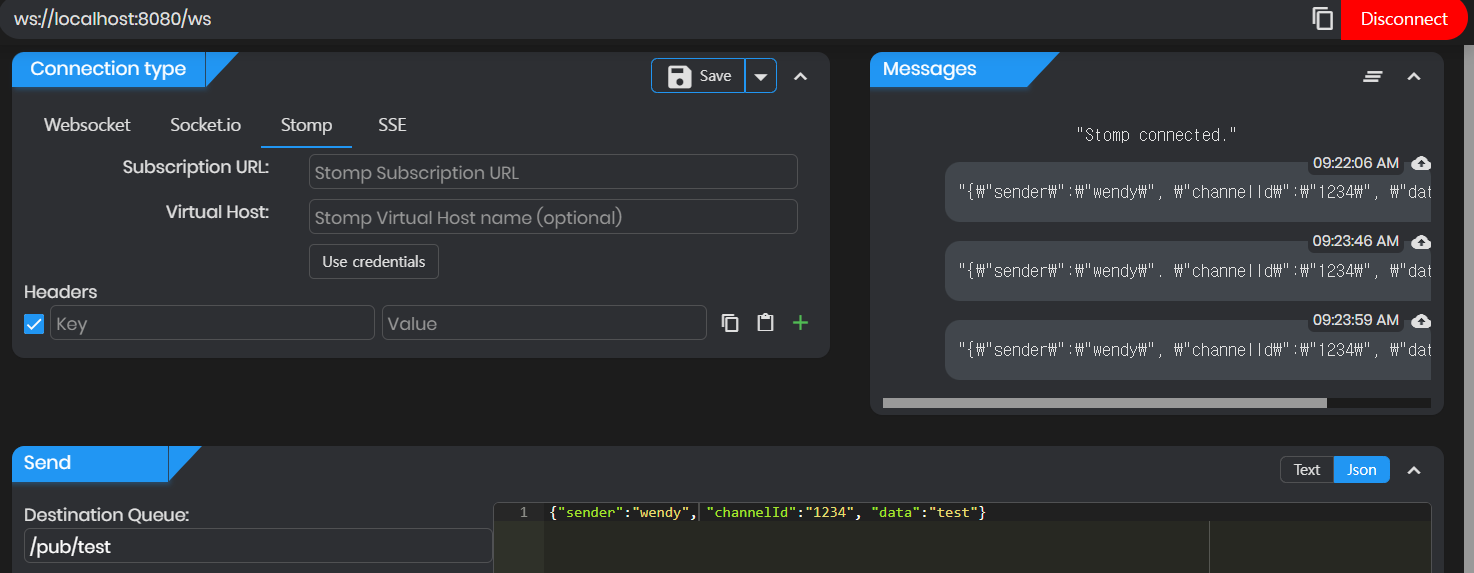 ws://localhost:8080/ws
Disconnect
Connection type
Save
Websocket
Socket.io
Stomp
SSE
Subscription URL:
Stomp Subscription URL
Virtual Host:
Stomp Virtual Host name (optional)
Use credentials
Headers
Key
Value
Messages
"Stomp connected."
09:22:06 AM
"{₩"sender₩":₩"wendy₩", ₩"channelId₩":₩"1234₩", ₩"dat
09:23:46 AM
"{₩"sender₩":₩"wendy₩". ₩"channelId₩":₩"1234₩", ₩"dat
09:23:59 AM
"{₩"sender₩":₩"wendy₩", ₩"channelId₩":₩"1234₩", ₩"dat
Send
Text
Json
Destination Queue:
/pub/test
1
{"sender":"wendy", "channelId":"1234", "data":"test"}